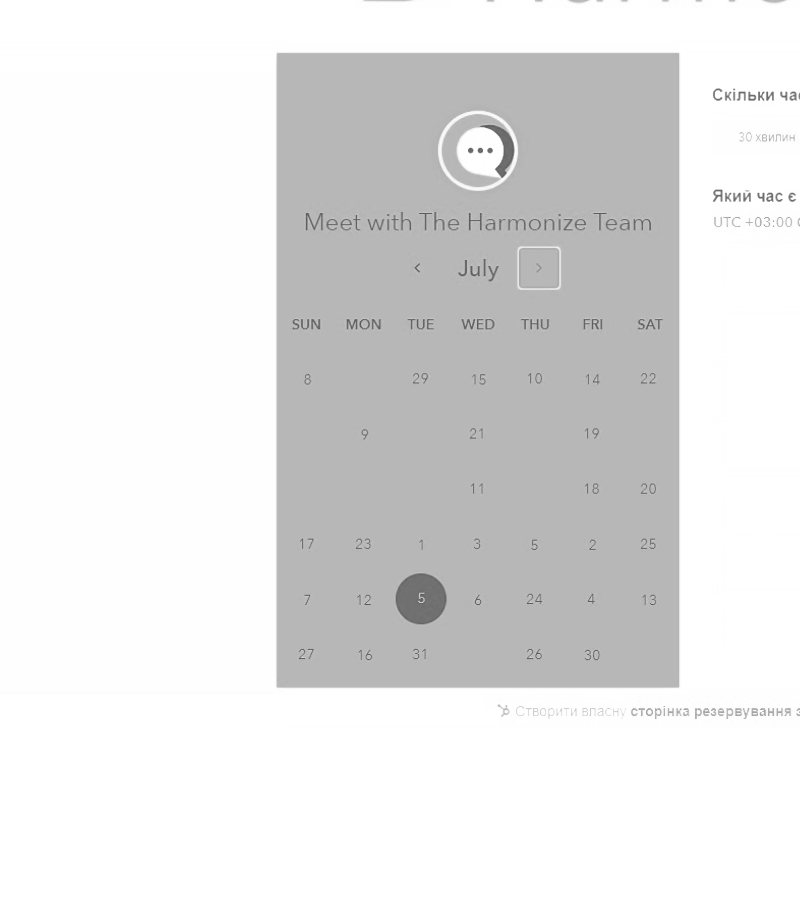 Meet with The Harmonize Team
July
SUN MON TUE WED THU FRI SAT
8 29 15 10 14 22
9 21 19
11 18 20
17 23 1 3 5 2 25
7 12 5 6 24 4 13
27 16 31 26 30
Скільки
30 хвилин
Який час є
UTC +03:00
Створити власну сторінка резервування